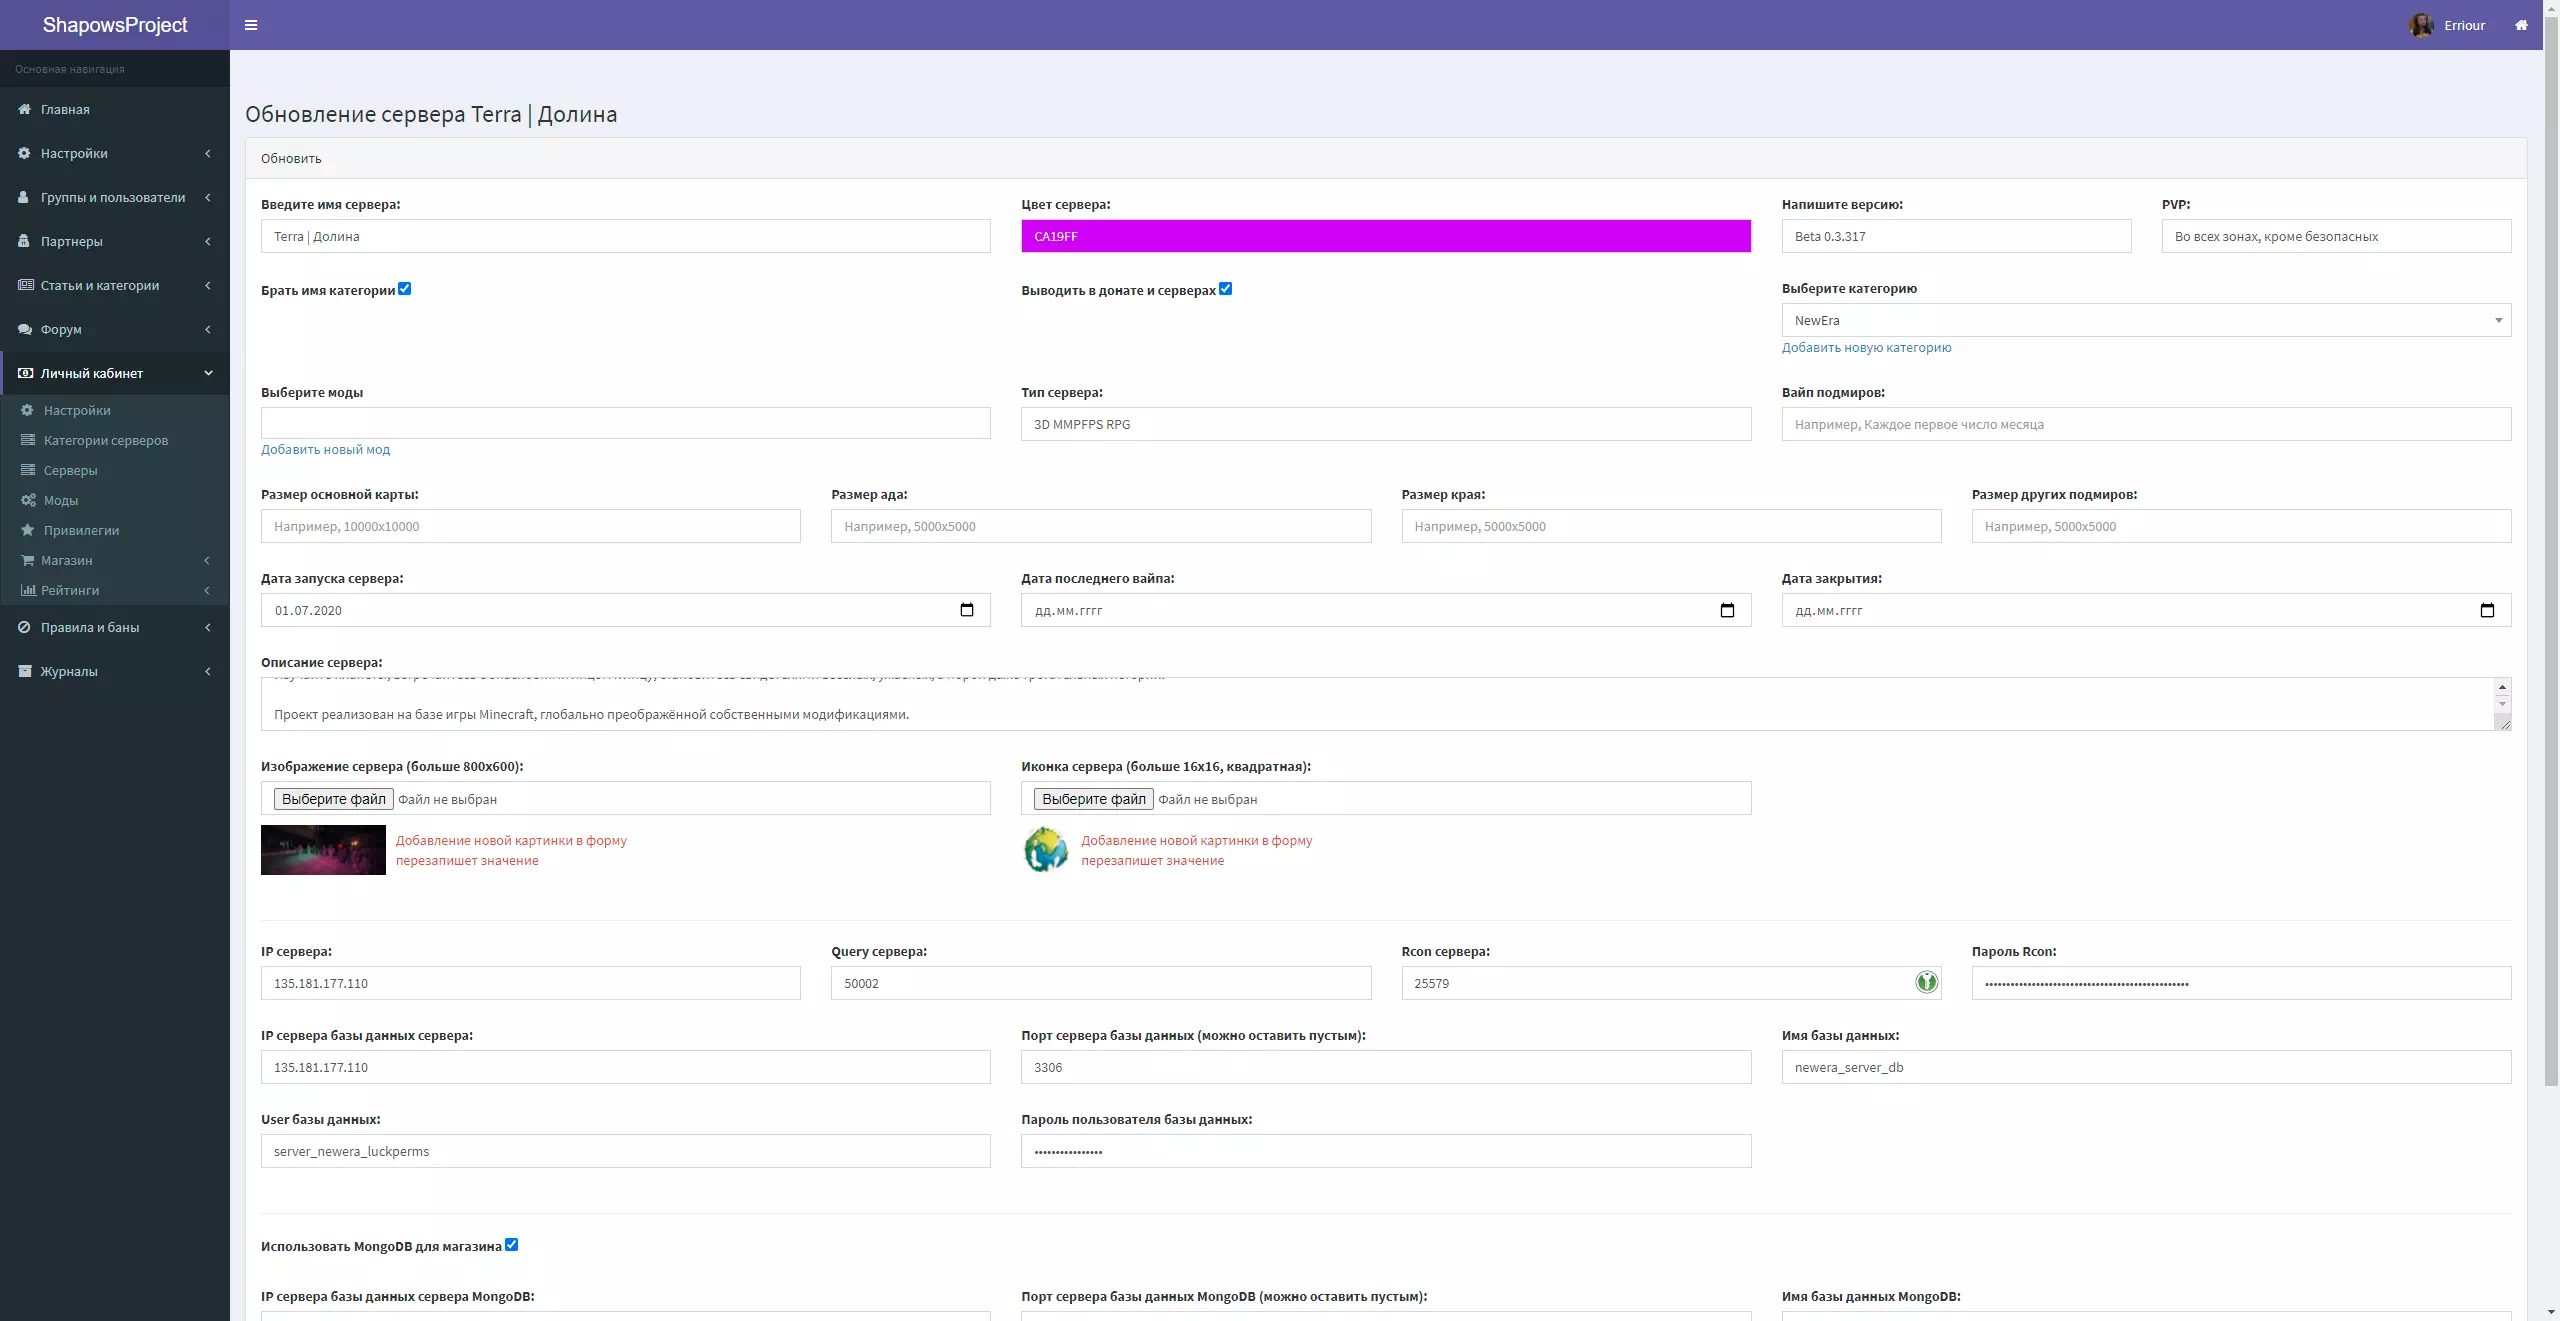 ShapowsProject
Erriour
Основная навигация
Главная
Настройки
Группы и пользователи
Партнеры
Статьи и категории
Форум
Личный кабинет
Настройки
Категории серверов
Серверы
Моды
Привилегии
Магазин
Рейтинги
Правила и баны
Журналы
Обновление сервера Terra | Долина
Обновить
Введите имя сервера:
Цвет сервера:
Напишите версию:
PVP:
Terra | Долина
CA19FF
Beta 0.3.317
Во всех зонах, кроме безопасных
Брать имя категории
Выводить в донате и серверах
Выберите категорию
NewEra
Добавить новую категорию
Выберите моды
Тип сервера:
Вайп подмиров:
3D MMPFPS RPG
Например, Каждое первое число месяца
Добавить новый мод
Размер основной карты:
Размер ада:
Размер края:
Размер других подмиров:
Например, 10000x10000
Например, 5000x5000
Например, 5000x5000
Например, 5000x5000
Дата запуска сервера:
Дата последнего вайпа:
Дата закрытия:
01.07.2020
дд.мм.гггг
дд.мм.гггг
Описание сервера:
Проект реализован на базе игры Minecraft, глобально преображённой собственными модификациями.
Изображение сервера (больше 800x600):
Иконка сервера (больше 16x16, квадратная):
Выберите файл Файл не выбран
Выберите файл Файл не выбран
Добавление новой картинки в форму
перезапишет значение
Добавление новой картинки в форму
перезапишет значение
IP сервера:
Query сервера:
Rcon сервера:
Пароль Rcon:
135.181.177.110
50002
25579
IP сервера базы данных сервера:
Порт сервера базы данных (можно оставить пустым):
Имя базы данных:
135.181.177.110
3306
newera_server_db
User базы данных:
Пароль пользователя базы данных:
server_newera_luckperms
Использовать MongoDB для магазина
IP сервера базы данных сервера MongoDB:
Порт сервера базы данных MongoDB (можно оставить пустым):
Имя базы данных MongoDB: